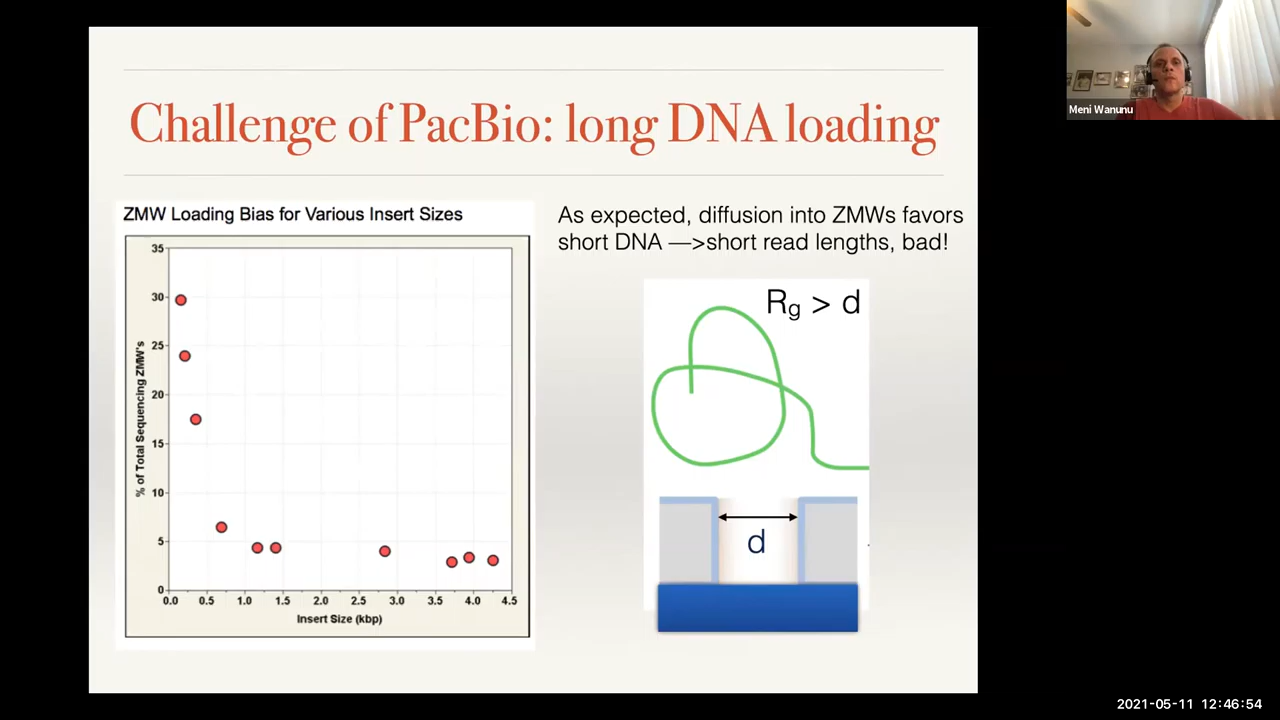 Challenge of PacBio: long DNA loading
ZMW Loading Bias for Various Insert Sizes
35
30
25
20
15
10
5
0
% of Total Sequencing ZMW's
0.0 0.5 1.0 1.5 2.0 2.5 3.0 3.5 4.0 4.5
Insert Size (kbp)
As expected, diffusion into ZMWs favors
short DNA —>short read lengths, bad!
Rg > d
d
Meni Wanunu
2021-05-11 12:46:54